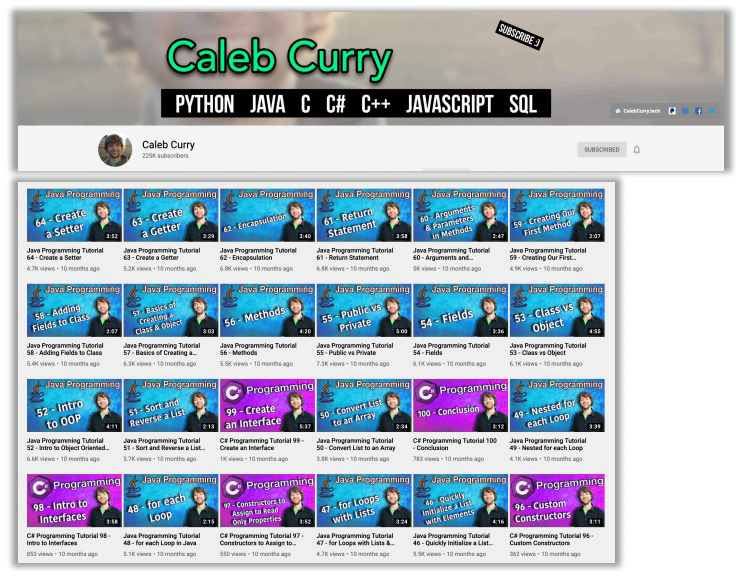 Caleb Curry
SUBSCRIBE :)
PYTHON JAVA C C# C++ JAVASCRIPT SQL
CalebCurry.tech
Caleb Curry
225K subscribers
SUBSCRIBED
Java Programming
64 - Create
a Setter
3:52
Java Programming Tutorial
64 - Create a Setter
4.7K views • 10 months ago
Java Programming
63 - Create
a Getter
3:29
Java Programming Tutorial
63 - Create a Getter
5.2K views • 10 months ago
Java Programming
62 - Encapsulation
3:40
Java Programming Tutorial
62 - Encapsulation
6.8K views • 10 months ago
Java Programming
61 - Return
Statement
3:58
Java Programming Tutorial
61 - Return Statement
6.8K views • 10 months ago
Java Programming
60 - Arguments
& Parameters
in Methods
2:47
Java Programming Tutorial
60 - Arguments and...
5K views • 10 months ago
Java Programming
59 - Creating Our
First Method
2:07
Java Programming Tutorial
59 - Creating Our First...
4.9K views • 10 months ago
Java Programming
58 - Adding
Fields to Class
2:07
Java Programming Tutorial
58 - Adding Fields to Class
5.4K views • 10 months ago
Java Programming
57 - Basics of
Creating a
Class & Object
3:03
Java Programming Tutorial
57 - Basics of Creating a...
6.3K views • 10 months ago
Java Programming
56 - Methods
4:20
Java Programming Tutorial
56 - Methods
5.5K views • 10 months ago
Java Programming
55 - Public vs
Private
5:00
Java Programming Tutorial
55 - Public vs Private
7.3K views • 10 months ago
Java Programming
54 - Fields
3:36
Java Programming Tutorial
54 - Fields
6.1K views • 10 months ago
Java Programming
53 - Class vs
Object
4:55
Java Programming Tutorial
53 - Class vs Object
6.1K views • 10 months ago
Java Programming
52 - Intro
to OOP
4:11
Java Programming Tutorial
52 - Intro to Object Oriented...
6.6K views • 10 months ago
Java Programming
51 - Sort and
Reverse a List
2:13
Java Programming Tutorial
51 - Sort and Reverse a List...
3.7K views • 10 months ago
C# Programming
99 - Create
an Interface
5:37
C# Programming Tutorial 99 -
Create an Interface
1K views • 10 months ago
Java Programming
50 - Convert List
to an Array
2:34
Java Programming Tutorial
50 - Convert List to an Array
3.8K views • 10 months ago
C# Programming
100 - Conclusion
3:12
C# Programming Tutorial 100
- Conclusion
783 views • 10 months ago
Java Programming
49 - Nested for
each Loop
3:39
Java Programming Tutorial
49 - Nested for each Loop
4.1K views • 10 months ago
C# Programming
98 - Intro to
Interfaces
3:58
C# Programming Tutorial 98 -
Intro to Interfaces
853 views • 10 months ago
Java Programming
48 - for each
Loop
2:15
Java Programming Tutorial
48 - for each Loop in Java
5.1K views • 10 months ago
C# Programming
97 - Constructors to
Assign to Read
Only Properties
3:52
C# Programming Tutorial 97 -
Constructors to Assign to...
550 views • 10 months ago
Java Programming
47 - for Loops
with Lists
3:24
Java Programming Tutorial
47 - for Loops with Lists &...
4.7K views • 10 months ago
Java Programming
46 - Quickly
Initialize a List
with Elements
4:16
Java Programming Tutorial
46 - Quickly Initialize a List...
5.5K views • 10 months ago
C# Programming
96 - Custom
Constructors
3:11
C# Programming Tutorial 96 -
Custom Constructors
362 views • 10 months ago